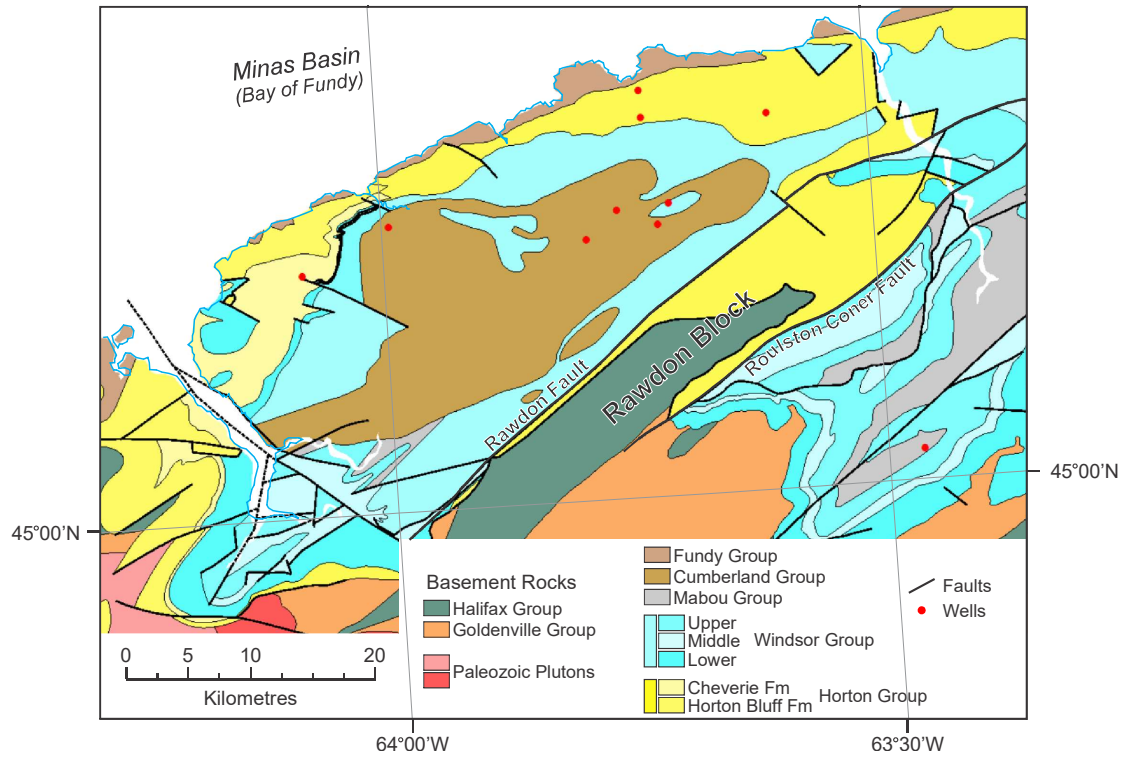 Minas Basin
(Bay of Fundy)
Rawdon Fault
Rawdon Block
Roulston-Coner Fault
45°00'N
45°00'N
Basement Rocks
Halifax Group
Goldenville Group
Paleozoic Plutons
Fundy Group
Cumberland Group
Mabou Group
Upper
Middle Windsor Group
Lower
Cheverie Fm Horton Group
Horton Bluff Fm
Faults
Wells
0 5 10 20
Kilometres
64°00'W 63°30'W